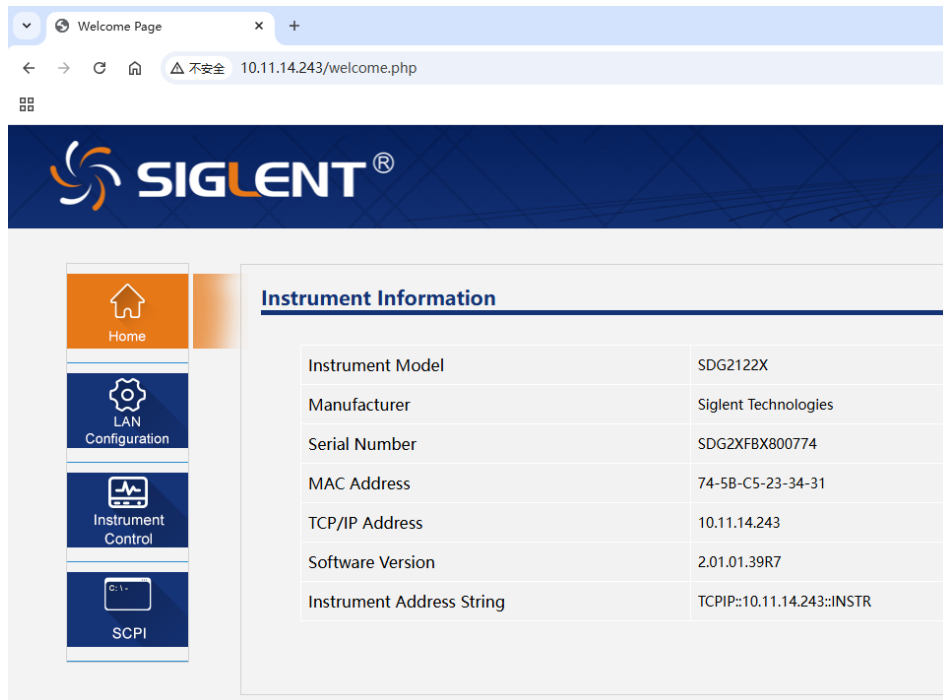 Welcome Page
不安全 10.11.14.243/welcome.php
SIGLENT®
Home
LAN
Configuration
Instrument
Control
C:\-
SCPI
Instrument Information
Instrument Model SDG2122X
Manufacturer Siglent Technologies
Serial Number SDG2XFBX800774
MAC Address 74-5B-C5-23-34-31
TCP/IP Address 10.11.14.243
Software Version 2.01.01.39R7
Instrument Address String TCPIP::10.11.14.243::INSTR